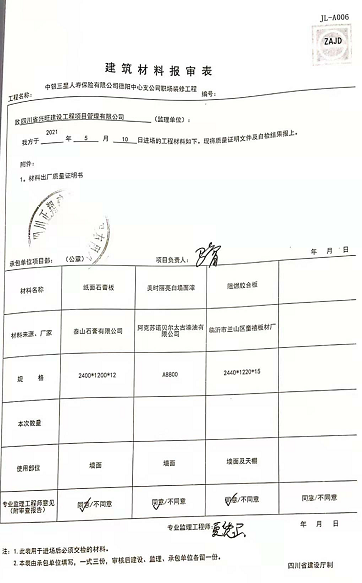 JL-A006
ZAJD
建筑材料报审表
工程名称：中银三星人寿保险有限公司德阳中心支公司职场装修工程 编号：
致四川省兴旺建设工程项目管理有限公司（监理单位）：
我方于 2021 年 5 月 10 日进场的工程材料如下。现将质量证明文件及自检结果报上。
附件：
1、材料出厂质量证明书
承包单位项目部：（公章） 项目负责人： 年 月 日
材料名称 纸面石膏板 美时丽亮白墙面漆 阻燃胶合板
材料来源、厂家 泰山石膏有限公司 阿克苏诺贝尔太古漆油有限公司 临沂市兰山区童禧板材厂
规 格 2400*1200*12 A8800 2440*1220*15
本次数量
使用部位 墙面 墙面 墙面及天棚
专业监理工程师意见（附审查报告） 同意/不同意 同意/不同意 同意/不同意 同意/不同意
专业监理工程师： 年 月 日
注：1.此表用于进场后必须交检的材料。
2.本表由承包单位填写，一式三份，审核后建设、监理、承包单位各留一份。
四川省建设厅制